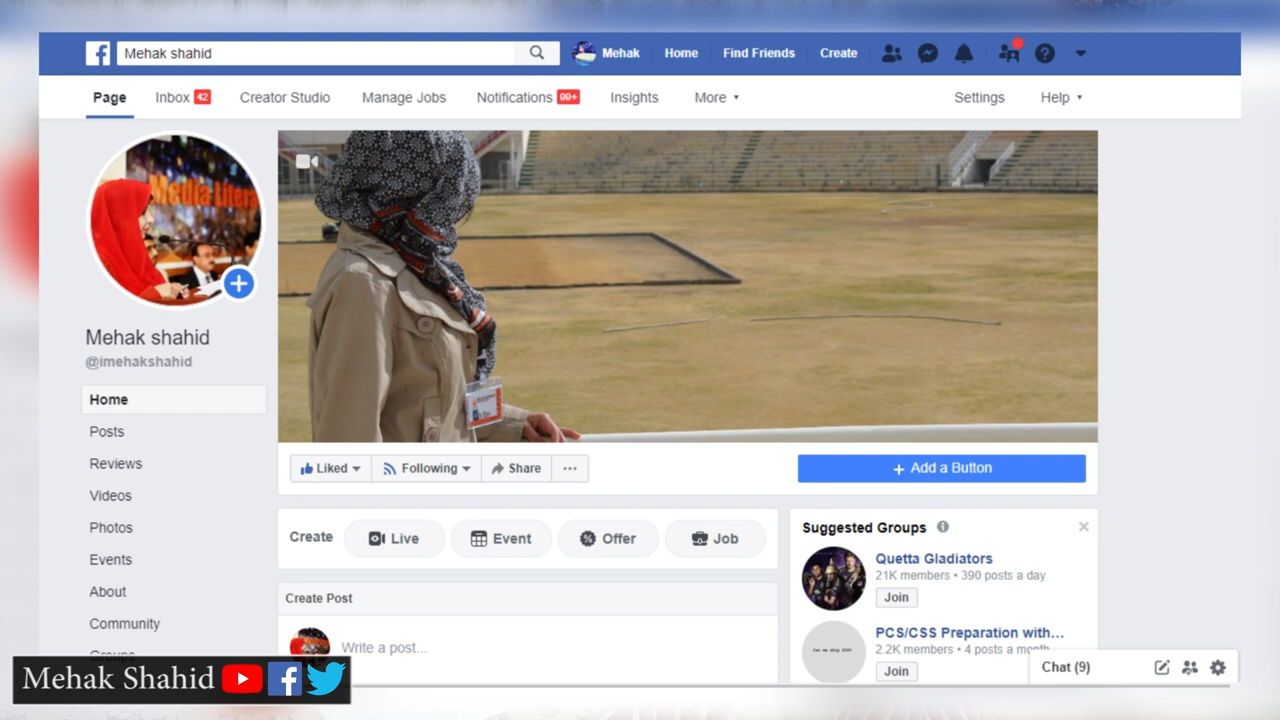 Mehak shahid
Mehak
Home
Find Friends
Create
Page
Inbox 42
Creator Studio
Manage Jobs
Notifications 99+
Insights
More
Settings
Help
Media Litera
Mehak shahid
@imehakshahid
Home
Posts
Reviews
Videos
Photos
Events
About
Community
Liked
Following
Share
+ Add a Button
Create
Live
Event
Offer
Job
Create Post
Write a post...
Suggested Groups
Quetta Gladiators
21K members • 390 posts a day
Join
PCS/CSS Preparation with...
2.2K members • 4 posts a month
Join
Chat (9)
Mehak Shahid